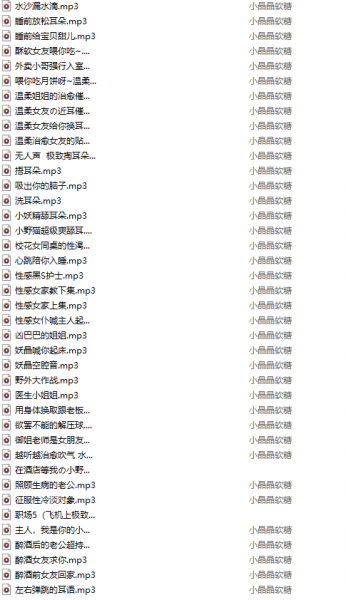 水沙漏水滴.mp3 小晶晶软糖
睡前放松耳朵.mp3 小晶晶软糖
睡前给宝贝甜儿.mp3 小晶晶软糖
酥软女友喂你吃~.... 小晶晶软糖
外卖小哥强行入室... 小晶晶软糖
喂你吃月饼呀~温柔... 小晶晶软糖
温柔姐姐的治愈催... 小晶晶软糖
温柔女友の近耳催... 小晶晶软糖
温柔女友给你换耳... 小晶晶软糖
温柔治愈女友的贴... 小晶晶软糖
无人声 极致掏耳朵... 小晶晶软糖
捂耳朵.mp3 小晶晶软糖
吸出你的脑子.mp3 小晶晶软糖
洗耳朵.mp3 小晶晶软糖
小妖精舔耳朵.mp3 小晶晶软糖
小野猫超级爽舔耳.... 小晶晶软糖
校花女同桌的性渴... 小晶晶软糖
心跳陪你入睡.mp3 小晶晶软糖
性感黑S护士.mp3 小晶晶软糖
性感女家教下集.mp3 小晶晶软糖
性感女家上集.mp3 小晶晶软糖
性感女仆喊主人起... 小晶晶软糖
凶巴巴的姐姐.mp3 小晶晶软糖
妖晶喊你起床.mp3 小晶晶软糖
妖晶空腔音.mp3 小晶晶软糖
野外大作战.mp3 小晶晶软糖
医生小姐姐.mp3 小晶晶软糖
用身体换取跟老板... 小晶晶软糖
欲罢不能的解压球.... 小晶晶软糖
御姐老师是女朋友... 小晶晶软糖
越听越治愈吹气 水... 小晶晶软糖
在酒店等我の小野...
照顾生病的老公.mp3 小晶晶软糖
征服性冷淡对象.mp3 小晶晶软糖
职场5（飞机上极致...
主人，我是你的小... 小晶晶软糖
醉酒后的老公超持... 小晶晶软糖
醉酒女友求你.mp3 小晶晶软糖
醉酒前女友回家.mp3 小晶晶软糖
左右弹跳的耳语.mp3 小晶晶软糖